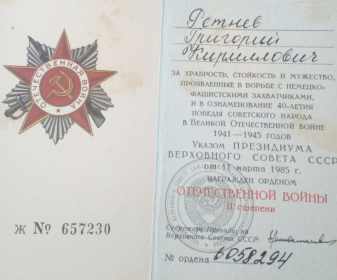 ОТЕЧЕСТВЕННАЯ ВОЙНА
Ж № 657230
Григорий
Кириллович
ЗА ХРАБРОСТЬ, СТОЙКОСТЬ И МУЖЕСТВО,
ПРОЯВЛЕННЫЕ В БОРЬБЕ С НЕМЕЦКО-
ФАШИСТСКИМИ ЗАХВАТЧИКАМИ,
И В ОЗНАМЕНОВАНИЕ 40-ЛЕТИЯ
ПОБЕДЫ СОВЕТСКОГО НАРОДА
В ВЕЛИКОЙ ОТЕЧЕСТВЕННОЙ ВОЙНЕ
1941—1945 ГОДОВ
УКАЗОМ ПРЕЗИДИУМА
ВЕРХОВНОГО СОВЕТА СССР
от 11 марта 1985 г.
НАГРАЖДЕН ОРДЕНОМ
ОТЕЧЕСТВЕННОЙ ВОЙНЫ
II степени
Секретарь Президиума
Верховного Совета СССР
№ ордена 6058294